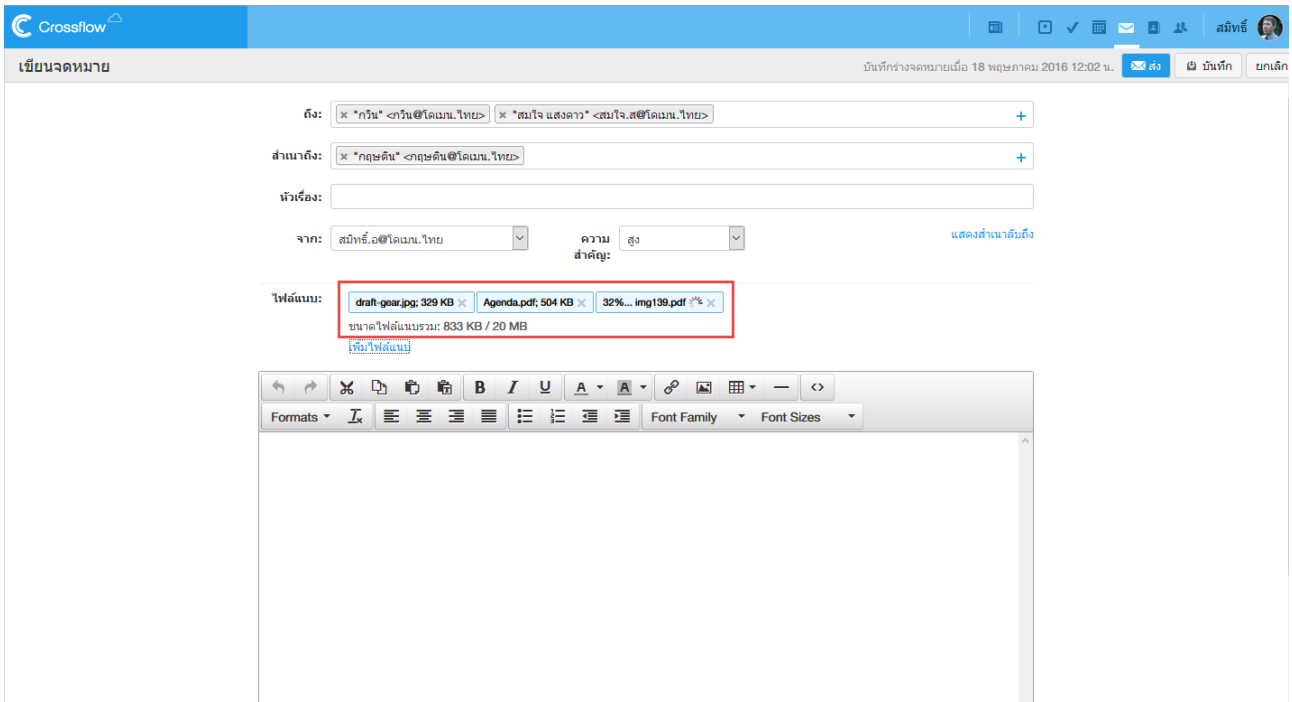 Crossflow
สมิทธิ์
เขียนจดหมาย
บันทึกร่างจดหมายเมื่อ 18 พฤษภาคม 2016 12:02 น. ส่ง บันทึก ยกเลิก
ถึง: × "กวิน" <กวิน@โดเมน.ไทย> × "สมใจ แสงดาว" <สมใจ.ส@โดเมน.ไทย> +
สำเนาถึง: × "กฤษดิน" <กฤษดิน@โดเมน.ไทย> +
หัวเรื่อง:
จาก: สมิทธิ์.อ@โดเมน.ไทย ความสำคัญ: สูง แสดงสำเนาลับถึง
ไฟล์แนบ: draft-gear.jpg; 329 KB × Agenda.pdf; 504 KB × 32%... img139.pdf ×
ขนาดไฟล์แนบรวม: 833 KB / 20 MB
เพิ่มไฟล์แนบ
B I U A A
Formats Font Family Font Sizes